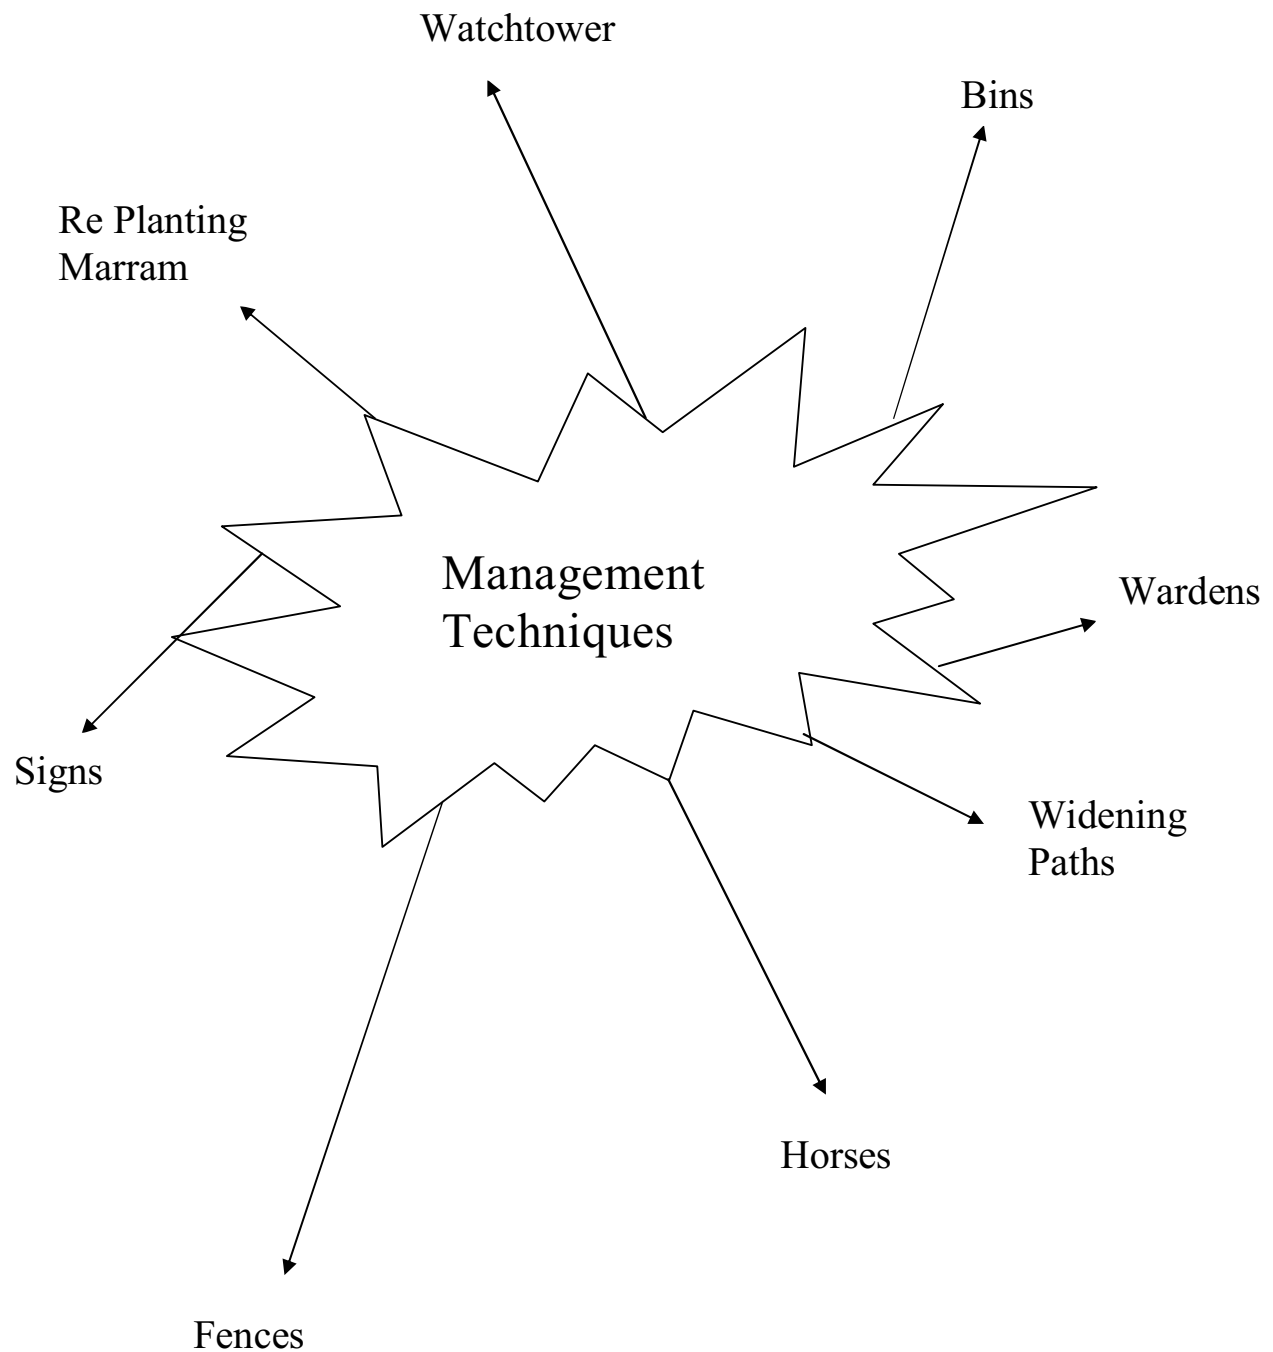 Watchtower
Bins
Re Planting
Marram
Management
Techniques
Wardens
Signs
Widening
Paths
Horses
Fences